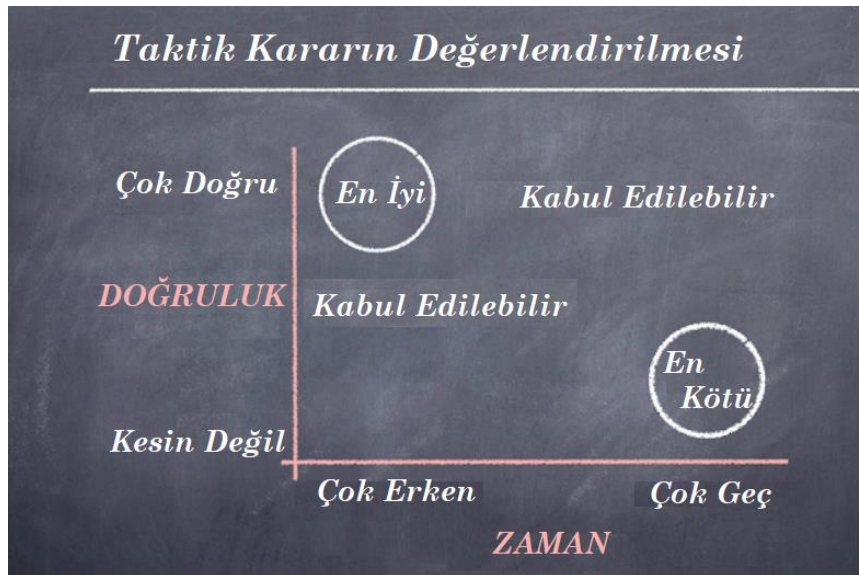 Taktik Kararın Değerlendirilmesi
Çok Doğru
En İyi
Kabul Edilebilir
DOĞRULUK
Kabul Edilebilir
En
Kötü
Kesin Değil
Çok Erken
Çok Geç
ZAMAN